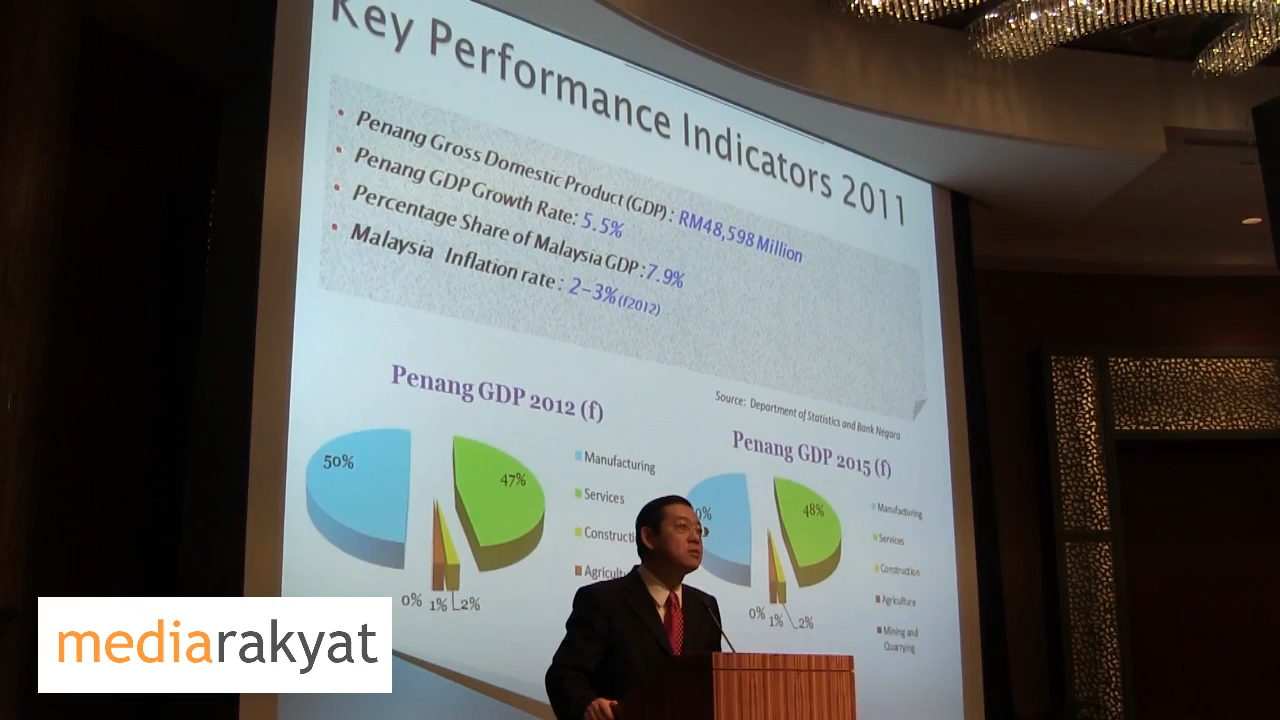 Key Performance Indicators 2011
• Penang Gross Domestic Product (GDP) : RM48,598 Million
• Penang GDP Growth Rate: 5.5%
• Percentage Share of Malaysia GDP :7.9%
• Malaysia Inflation rate : 2-3%(f2012)
Source: Department of Statistics and Bank Negara
Penang GDP 2012 (f)
50%
47%
0%
1%
2%
Manufacturing
Services
Penang GDP 2015 (f)
48%
0%
1%
2%
Manufacturing
Services
Construction
Agriculture
Mining and
Quarrying
mediarakyat